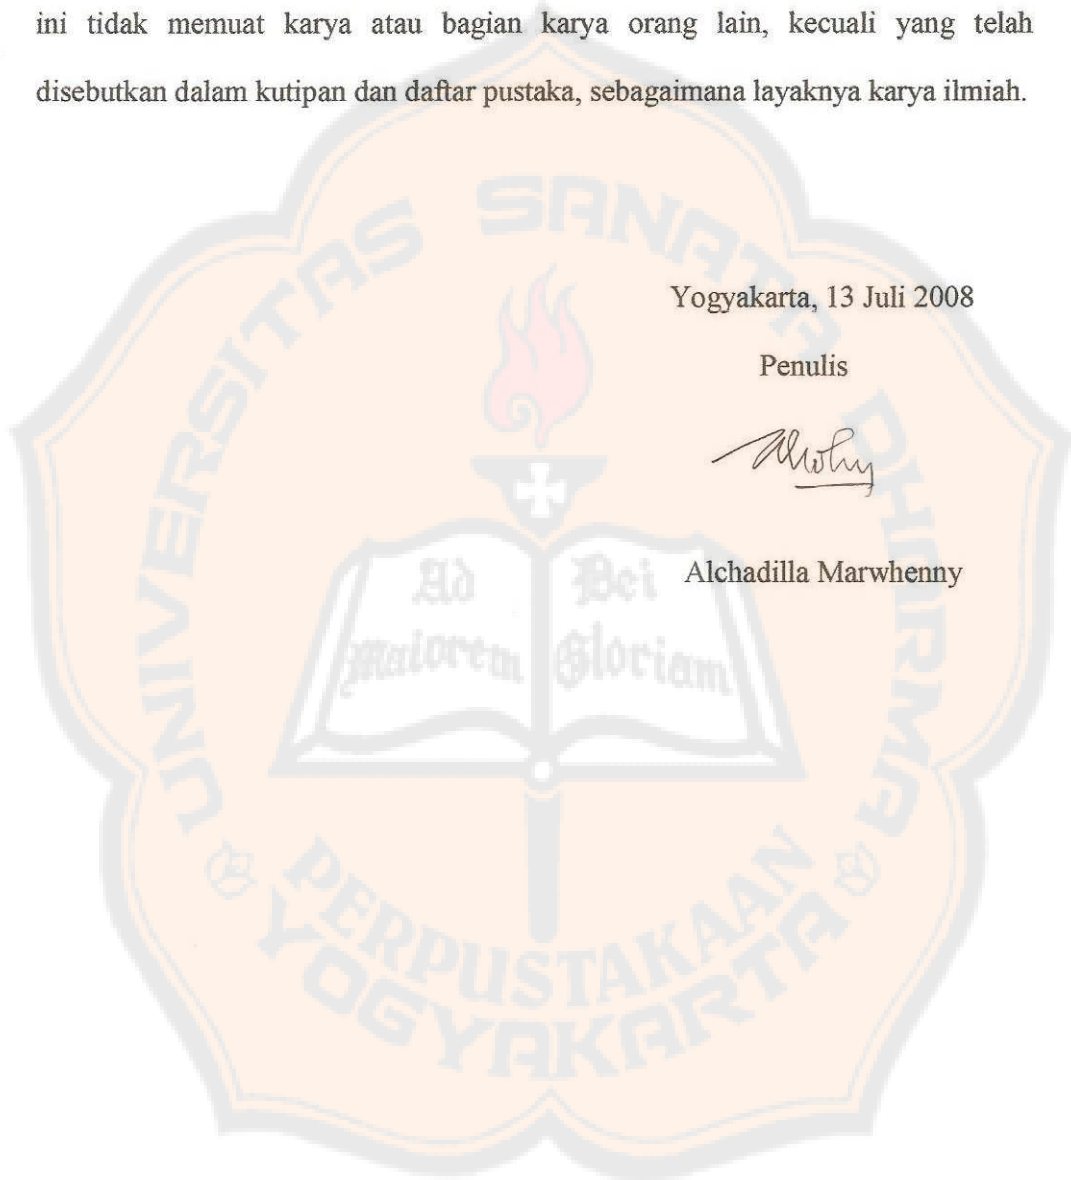 ini tidak memuat karya atau bagian karya orang lain, kecuali yang telah
disebutkan dalam kutipan dan daftar pustaka, sebagaimana layaknya karya ilmiah.
UNIVERSITAS SANATA DHARMA
Yogyakarta, 13 Juli 2008
Penulis
Alchadilla Marwhenny
Ad Dei
Maiorem Gloriam
PERPUSTAKAAN
YOGYAKARTA